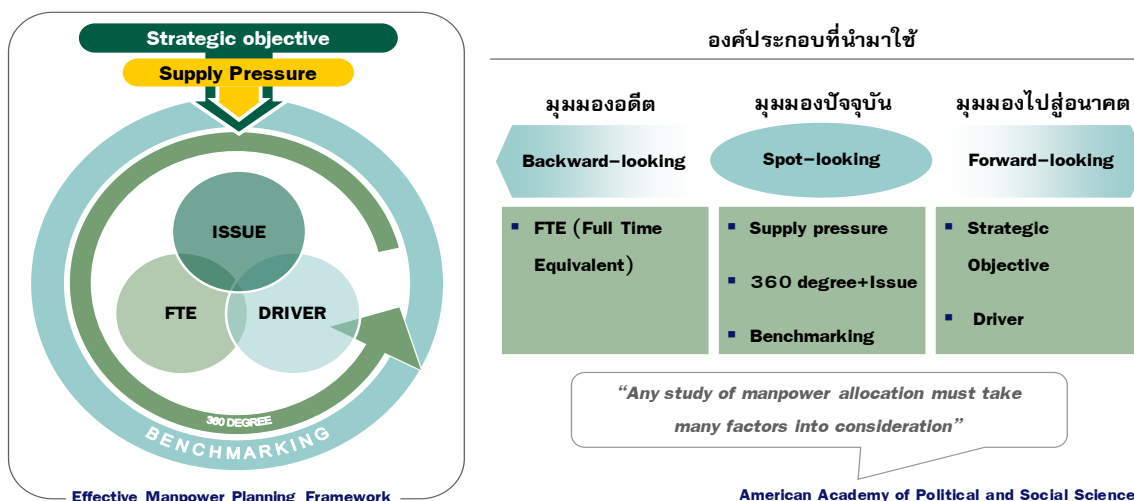 Strategic objective
Supply Pressure
ISSUE
FTE
DRIVER
360 DEGREE
BENCHMARKING
Effective Manpower Planning Framework
องค์ประกอบที่นำมาใช้
มุมมองอดีต
มุมมองปัจจุบัน
มุมมองไปสู่อนาคต
Backward-looking
Spot-looking
Forward-looking
▪ FTE (Full Time
Equivalent)
▪ Supply pressure
▪ 360 degree+Issue
▪ Benchmarking
▪ Strategic
Objective
▪ Driver
“Any study of manpower allocation must take
many factors into consideration”
American Academy of Political and Social Science